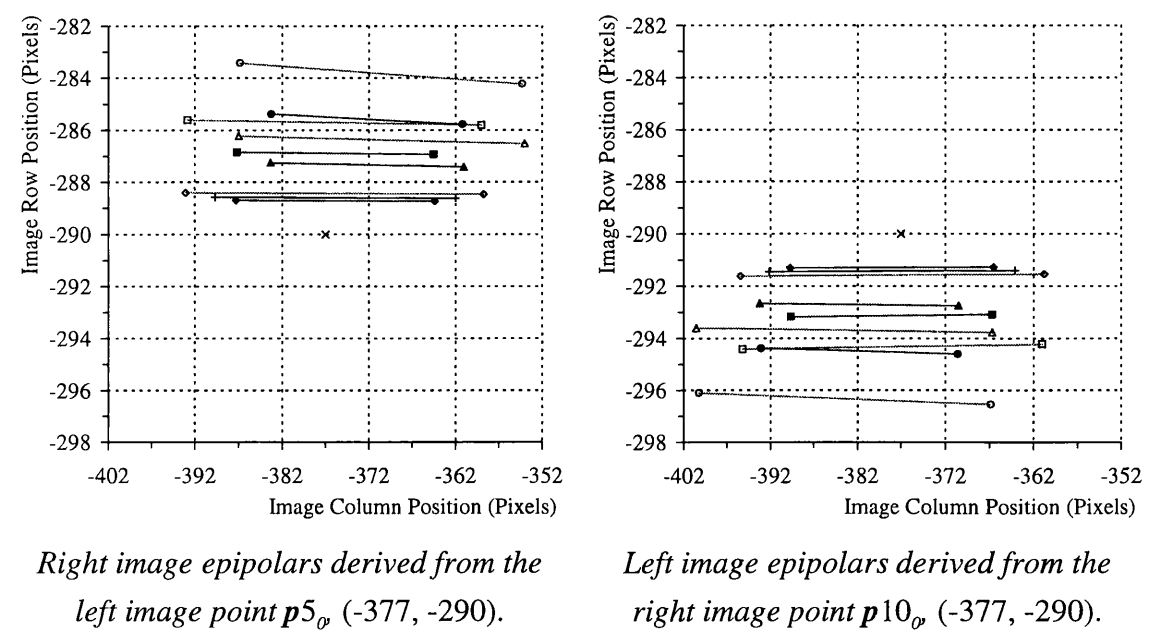 Image Row Position (Pixels)
-282
-284
-286
-288
-290
-292
-294
-296
-298
-402 -392 -382 -372 -362 -352
Image Column Position (Pixels)
Right image epipolars derived from the
left image point p5₀, (-377, -290).
Image Row Position (Pixels)
-282
-284
-286
-288
-290
-292
-294
-296
-298
-402 -392 -382 -372 -362 -352
Image Column Position (Pixels)
Left image epipolars derived from the
right image point p10₀, (-377, -290).